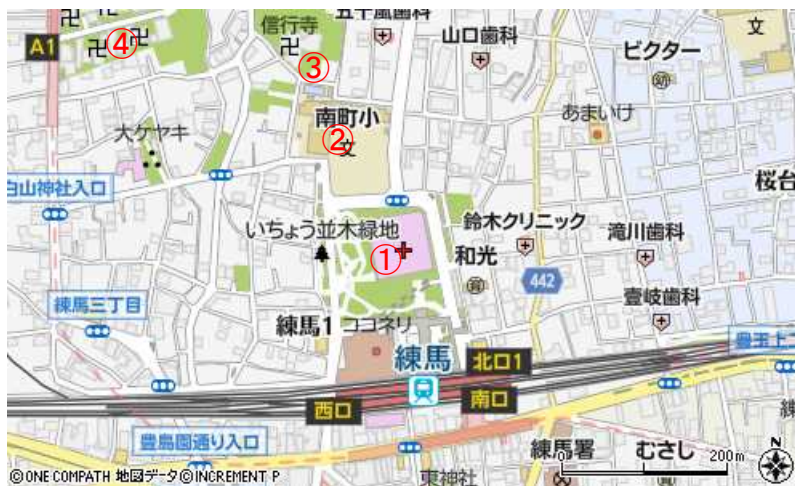 信行寺
五十嵐歯科
④
A1
山口歯科
ビクター
文
③
南町小
②
文
あまいけ
大ケヤキ
白山神社入口
桜台
いちょう並木緑地
鈴木クリニック
滝川歯科
①
和光
442
壹岐歯科
練馬三丁目
練馬1
ココネリ
練馬
北口1
豊玉上
西口
南口
豊島園通り入口
練馬署
むさし
200m
0
N
東神社
練
©ONE COMPATH 地図データ©INCREMENT P